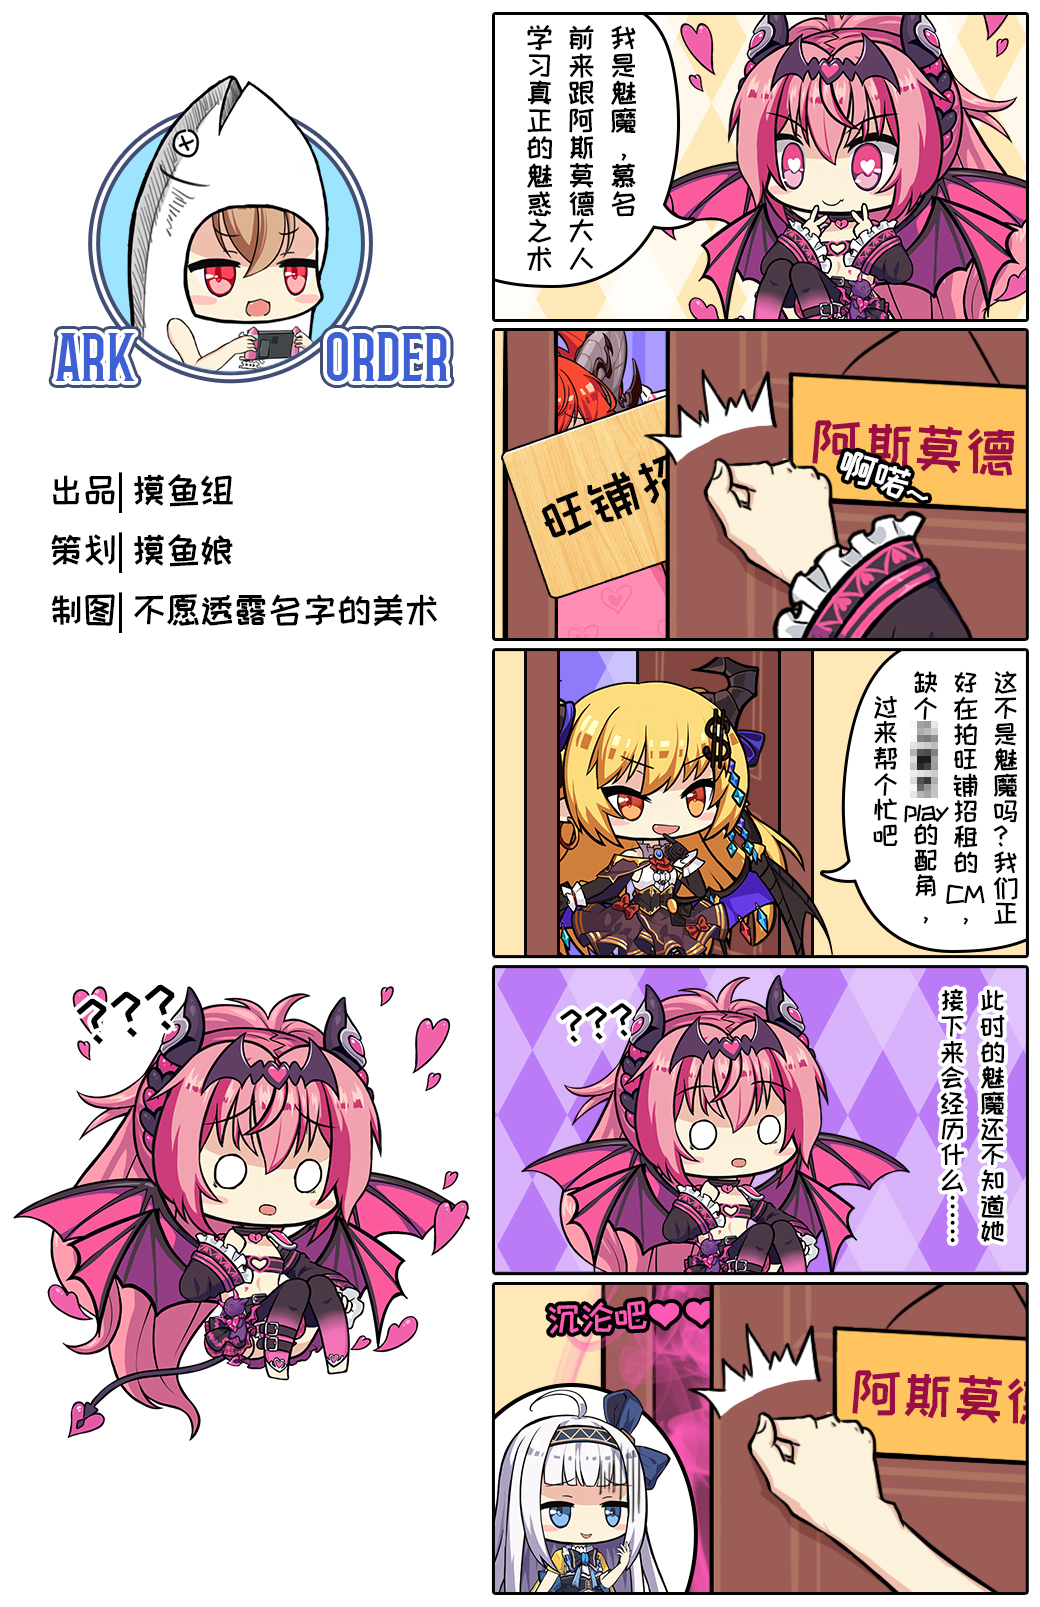 ARK ORDER
出品|摸鱼组
策划|摸鱼娘
制图|不愿透露名字的美术
???
我是魅魔，慕名
前来跟阿斯莫德大人
学习真正的魅惑之术
旺铺招
阿斯莫德
啊喏~
这不是魅魔吗？我们正
好在拍旺铺招租的CM，
缺个play的配角，
过来帮个忙吧
$
???
此时的魅魔还不知道她
接下来会经历什么……
沉沦吧♥♥
阿斯莫德